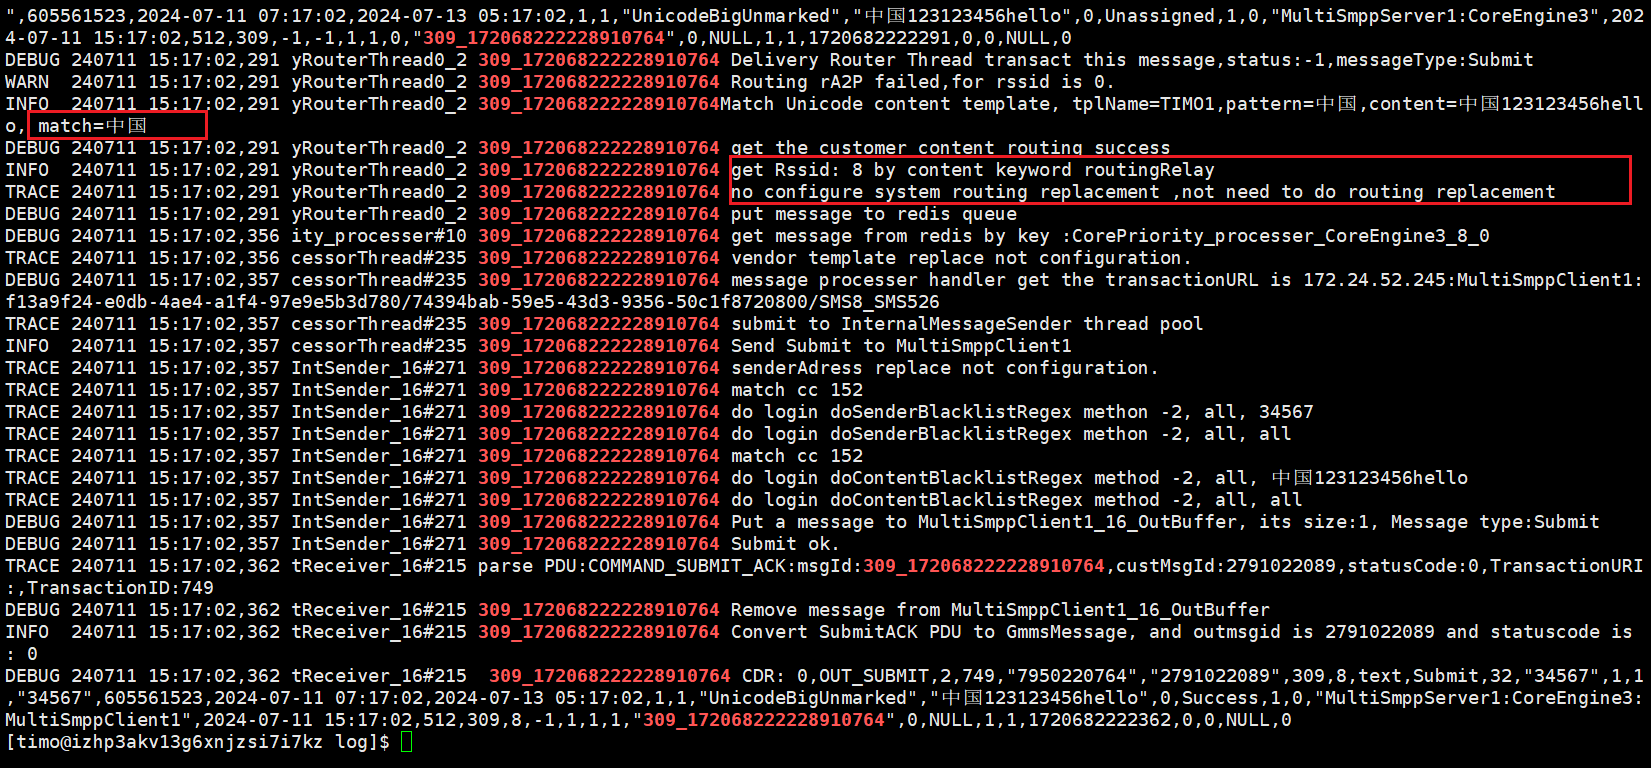 ",605561523,2024-07-11 07:17:02,2024-07-13 05:17:02,1,1,"UnicodeBigUnmarked","中国123123456hello",0,Unassigned,1,0,"MultiSmppServer1:CoreEngine3",202
4-07-11 15:17:02,512,309,-1,-1,1,1,0,"309_172068222228910764",0,NULL,1,1,1720682222291,0,0,NULL,0
DEBUG 240711 15:17:02,291 yRouterThread0_2 309_172068222228910764 Delivery Router Thread transact this message,status:-1,messageType:Submit
WARN  240711 15:17:02,291 yRouterThread0_2 309_172068222228910764 Routing rA2P failed,for rssid is 0.
INFO  240711 15:17:02,291 yRouterThread0_2 309_172068222228910764Match Unicode content template, tplName=TIMO1,pattern=中国,content=中国123123456hell
o, match=中国
DEBUG 240711 15:17:02,291 yRouterThread0_2 309_172068222228910764 get the customer content routing success
INFO  240711 15:17:02,291 yRouterThread0_2 309_172068222228910764 get Rssid: 8 by content keyword routingRelay
TRACE 240711 15:17:02,291 yRouterThread0_2 309_172068222228910764 no configure system routing replacement ,not need to do routing replacement
DEBUG 240711 15:17:02,291 yRouterThread0_2 309_172068222228910764 put message to redis queue
DEBUG 240711 15:17:02,356 ity_processer#10 309_172068222228910764 get message from redis by key :CorePriority_processer_CoreEngine3_8_0
TRACE 240711 15:17:02,356 cessorThread#235 309_172068222228910764 vendor template replace not configuration.
DEBUG 240711 15:17:02,357 cessorThread#235 309_172068222228910764 message processer handler get the transactionURL is 172.24.52.245:MultiSmppClient1:
f13a9f24-e0db-4ae4-a1f4-97e9e5b3d780/74394bab-59e5-43d3-9356-50c1f8720800/SMS8_SMS526
TRACE 240711 15:17:02,357 cessorThread#235 309_172068222228910764 submit to InternalMessageSender thread pool
INFO  240711 15:17:02,357 cessorThread#235 309_172068222228910764 Send Submit to MultiSmppClient1
TRACE 240711 15:17:02,357 IntSender_16#271 309_172068222228910764 senderAdress replace not configuration.
TRACE 240711 15:17:02,357 IntSender_16#271 309_172068222228910764 match cc 152
TRACE 240711 15:17:02,357 IntSender_16#271 309_172068222228910764 do login doSenderBlacklistRegex methon -2, all, 34567
TRACE 240711 15:17:02,357 IntSender_16#271 309_172068222228910764 do login doSenderBlacklistRegex methon -2, all, all
TRACE 240711 15:17:02,357 IntSender_16#271 309_172068222228910764 match cc 152
TRACE 240711 15:17:02,357 IntSender_16#271 309_172068222228910764 do login doContentBlacklistRegex method -2, all, 中国123123456hello
TRACE 240711 15:17:02,357 IntSender_16#271 309_172068222228910764 do login doContentBlacklistRegex method -2, all, all
DEBUG 240711 15:17:02,357 IntSender_16#271 309_172068222228910764 Put a message to MultiSmppClient1_16_OutBuffer, its size:1, Message type:Submit
DEBUG 240711 15:17:02,357 IntSender_16#271 309_172068222228910764 Submit ok.
TRACE 240711 15:17:02,362 tReceiver_16#215 parse PDU:COMMAND_SUBMIT_ACK:msgId:309_172068222228910764,custMsgId:2791022089,statusCode:0,TransactionURI
:,TransactionID:749
DEBUG 240711 15:17:02,362 tReceiver_16#215 309_172068222228910764 Remove message from MultiSmppClient1_16_OutBuffer
INFO  240711 15:17:02,362 tReceiver_16#215 309_172068222228910764 Convert SubmitACK PDU to GmmsMessage, and outmsgid is 2791022089 and statuscode is
: 0
DEBUG 240711 15:17:02,362 tReceiver_16#215  309_172068222228910764 CDR: 0,OUT_SUBMIT,2,749,"7950220764","2791022089",309,8,text,Submit,32,"34567",1,1
,"34567",605561523,2024-07-11 07:17:02,2024-07-13 05:17:02,1,1,"UnicodeBigUnmarked","中国123123456hello",0,Success,1,0,"MultiSmppServer1:CoreEngine3:
MultiSmppClient1",2024-07-11 15:17:02,512,309,8,-1,1,1,1,"309_172068222228910764",0,NULL,1,1,1720682222362,0,0,NULL,0
[timo@izhp3akv13g6xnjzsi7i7kz log]$